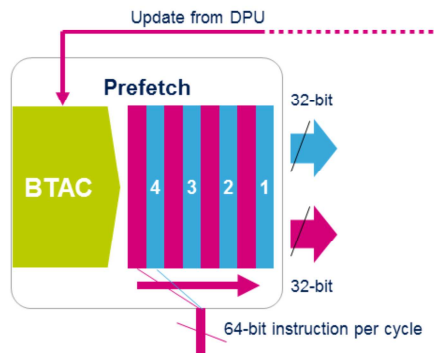 Update from DPU
Prefetch
32-bit
BTAC
4 3 2 1
32-bit
64-bit instruction per cycle